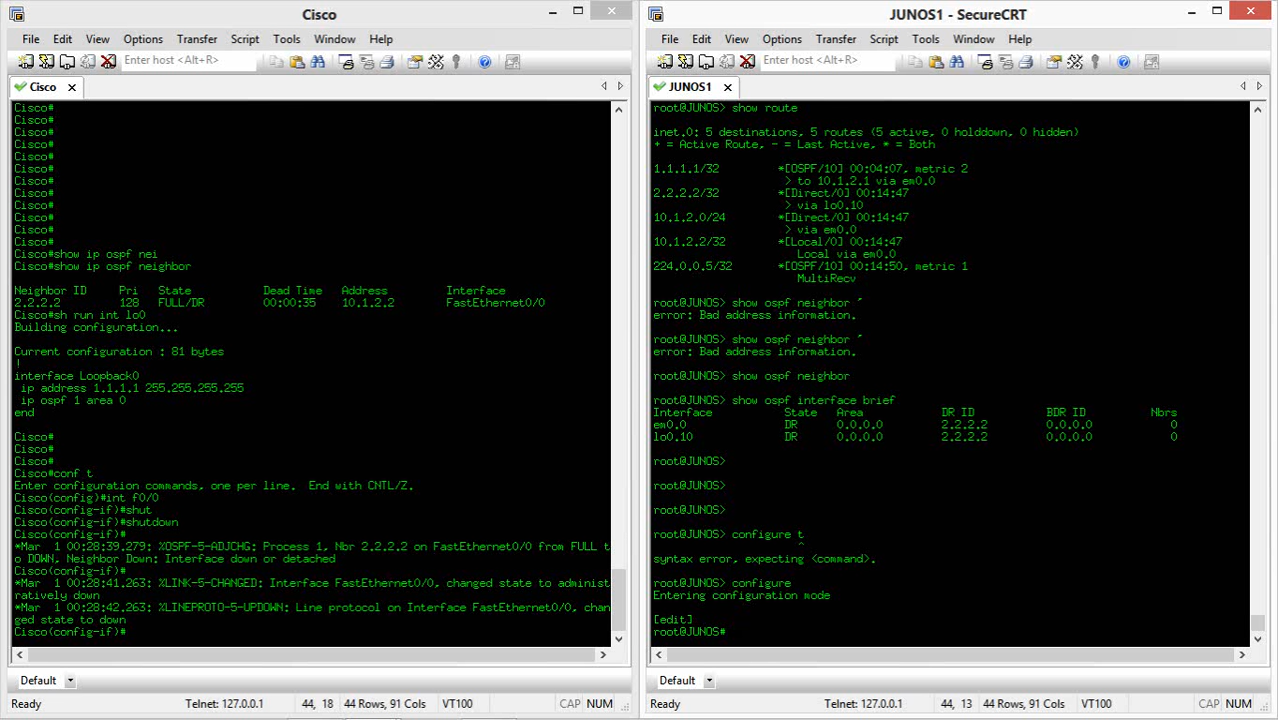 Cisco
File Edit View Options Transfer Script Tools Window Help
Enter host <Alt+R>
Cisco
Cisco#
Cisco#
Cisco#
Cisco#
Cisco#
Cisco#
Cisco#
Cisco#
Cisco#
Cisco#
Cisco#
Cisco#
Cisco#show ip ospf nei
Cisco#show ip ospf neighbor
Neighbor ID Pri State Dead Time Address Interface
2.2.2.2 128 FULL/DR 00:00:35 10.1.2.2 FastEthernet0/0
Cisco#sh run int lo0
Building configuration...
Current configuration : 81 bytes
!
interface Loopback0
ip address 1.1.1.1 255.255.255.255
ip ospf 1 area 0
end
Cisco#
Cisco#
Cisco#
Cisco#conf t
Enter configuration commands, one per line. End with CNTL/Z.
Cisco(config)#int f0/0
Cisco(config-if)#shut
Cisco(config-if)#shutdown
Cisco(config-if)#
*Mar 1 00:28:39.279: %OSPF-5-ADJCHG: Process 1, Nbr 2.2.2.2 on FastEthernet0/0 from FULL t
o DOWN, Neighbor Down: Interface down or detached
Cisco(config-if)#
*Mar 1 00:28:41.263: %LINK-5-CHANGED: Interface FastEthernet0/0, changed state to administ
ratively down
*Mar 1 00:28:42.263: %LINEPROTO-5-UPDOWN: Line protocol on Interface FastEthernet0/0, chan
ged state to down
Cisco(config-if)#
Default
Ready Telnet: 127.0.0.1 44, 18 44 Rows, 91 Cols VT100 CAP NUM
JUNOS1 - SecureCRT
File Edit View Options Transfer Script Tools Window Help
Enter host <Alt+R>
JUNOS1
root@JUNOS> show route
inet.0: 5 destinations, 5 routes (5 active, 0 holddown, 0 hidden)
+ = Active Route, - = Last Active, * = Both
1.1.1.1/32 *[OSPF/10] 00:04:07, metric 2
> to 10.1.2.1 via em0.0
2.2.2.2/32 *[Direct/0] 00:14:47
> via lo0.10
10.1.2.0/24 *[Direct/0] 00:14:47
> via em0.0
10.1.2.2/32 *[Local/0] 00:14:47
Local via em0.0
224.0.0.5/32 *[OSPF/10] 00:14:50, metric 1
MultiRecv
root@JUNOS> show ospf neighbor ´
error: Bad address information.
root@JUNOS> show ospf neighbor ´
error: Bad address information.
root@JUNOS> show ospf neighbor
root@JUNOS> show ospf interface brief
Interface State Area DR ID BDR ID Nbrs
em0.0 DR 0.0.0.0 2.2.2.2 0.0.0.0 0
lo0.10 DR 0.0.0.0 2.2.2.2 0.0.0.0 0
root@JUNOS>
root@JUNOS>
root@JUNOS>
root@JUNOS> configure t
^
syntax error, expecting <command>.
root@JUNOS> configure
Entering configuration mode
[edit]
root@JUNOS#
Default
Ready Telnet: 127.0.0.1 44, 13 44 Rows, 91 Cols VT100 CAP NUM